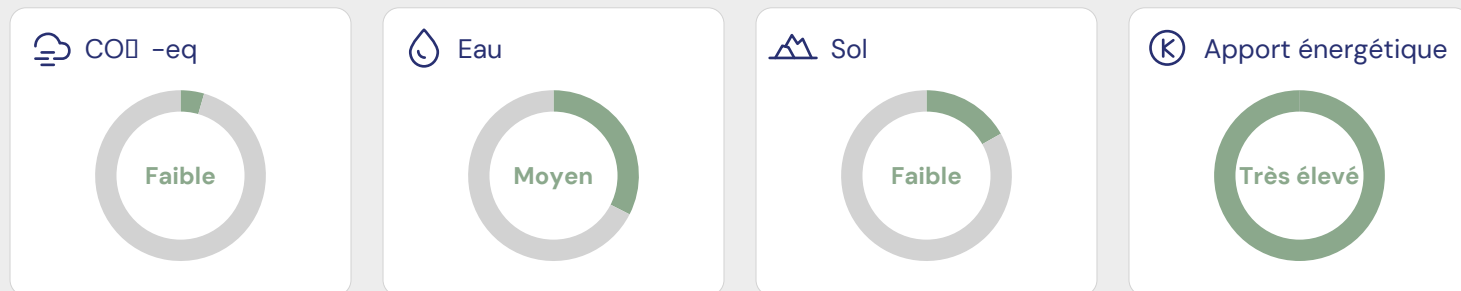 CO▯ -eq
Eau
Sol
Apport énergétique
Faible
Moyen
Faible
Très élevé